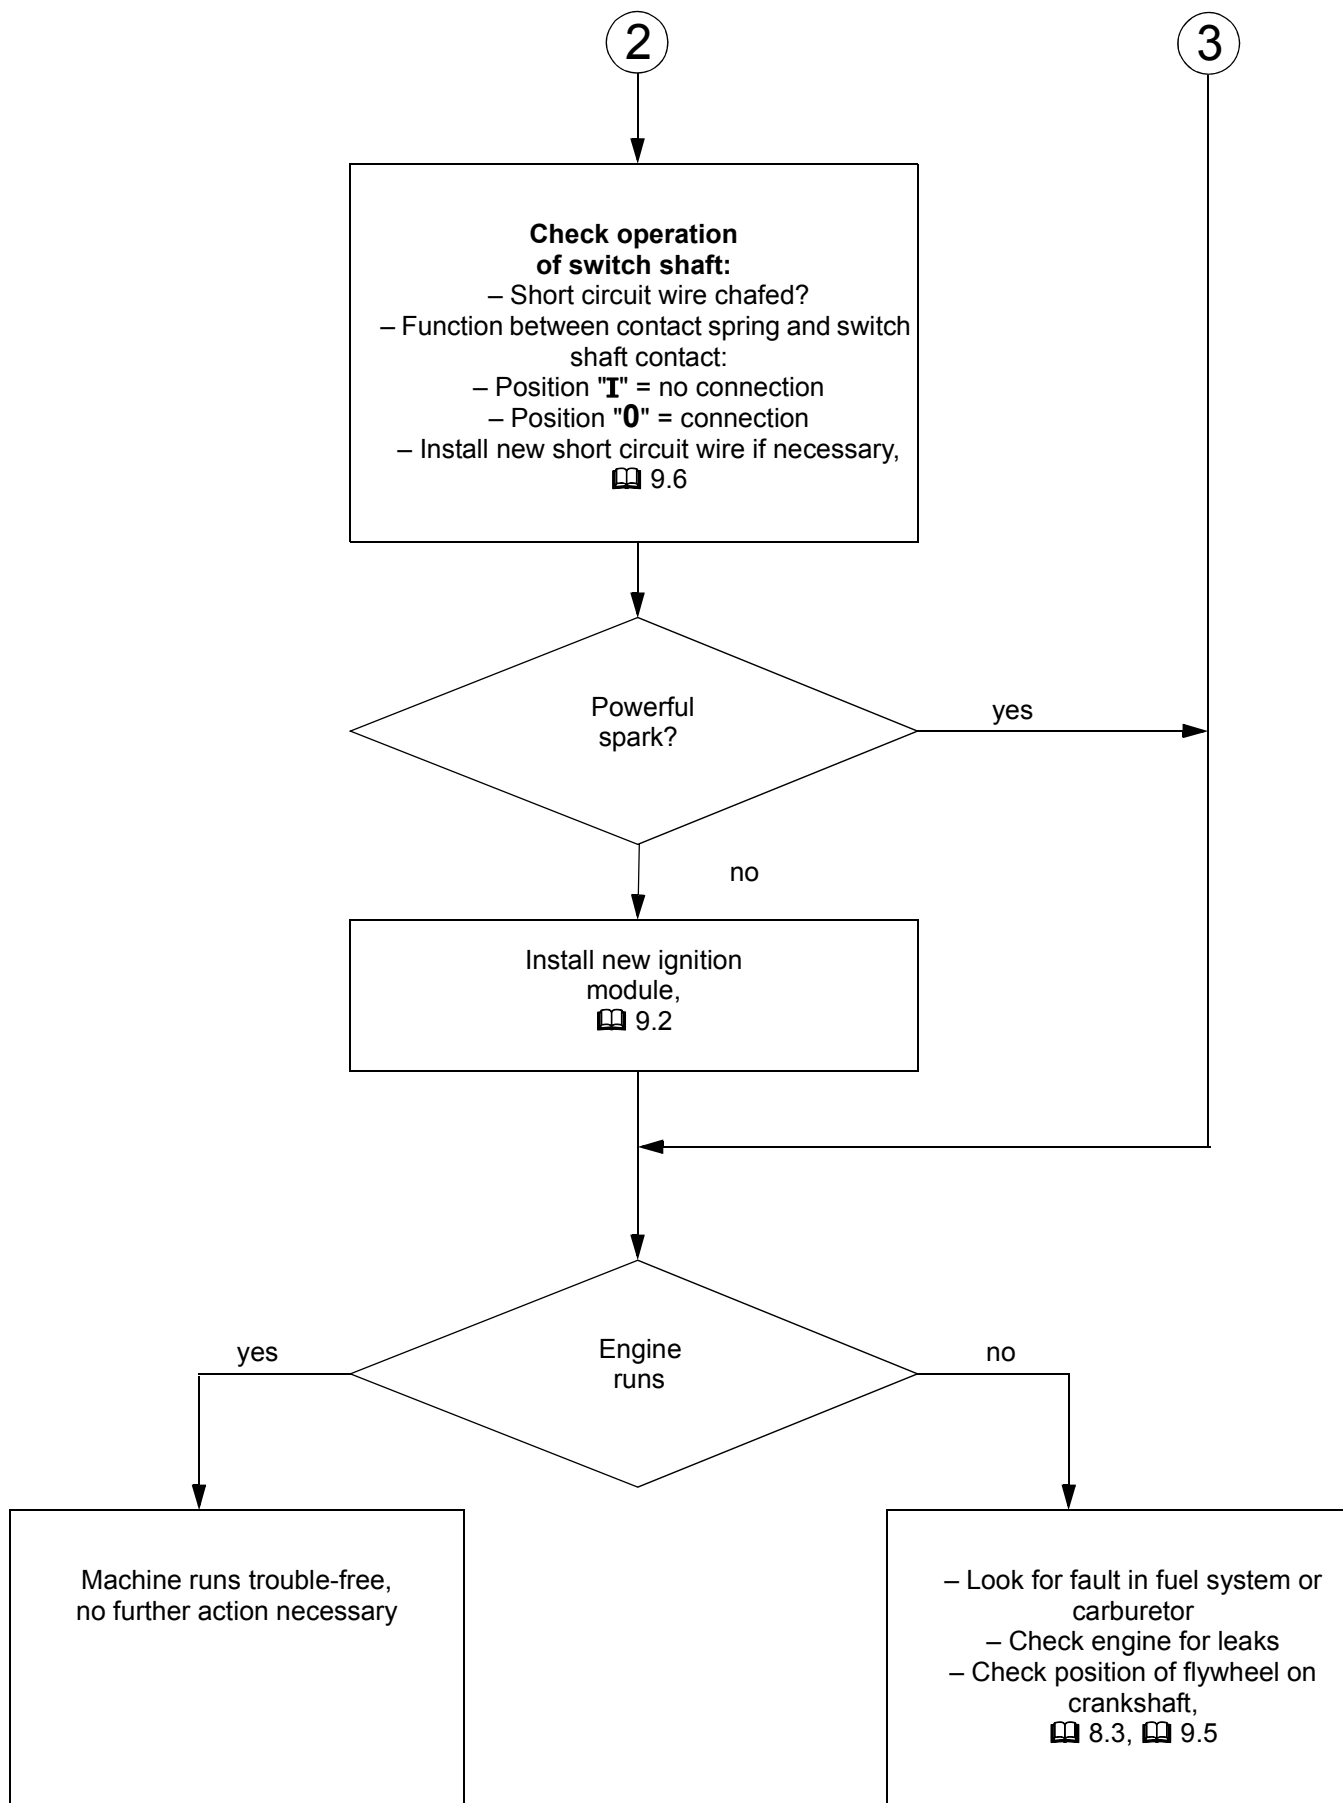 2
3
Check operation
of switch shaft:
– Short circuit wire chafed?
– Function between contact spring and switch
shaft contact:
– Position "I" = no connection
– Position "0" = connection
– Install new short circuit wire if necessary,
9.6
Powerful
spark?
yes
no
Install new ignition
module,
9.2
yes
Engine
runs
no
Machine runs trouble-free,
no further action necessary
– Look for fault in fuel system or
carburetor
– Check engine for leaks
– Check position of flywheel on
crankshaft,
8.3, 9.5